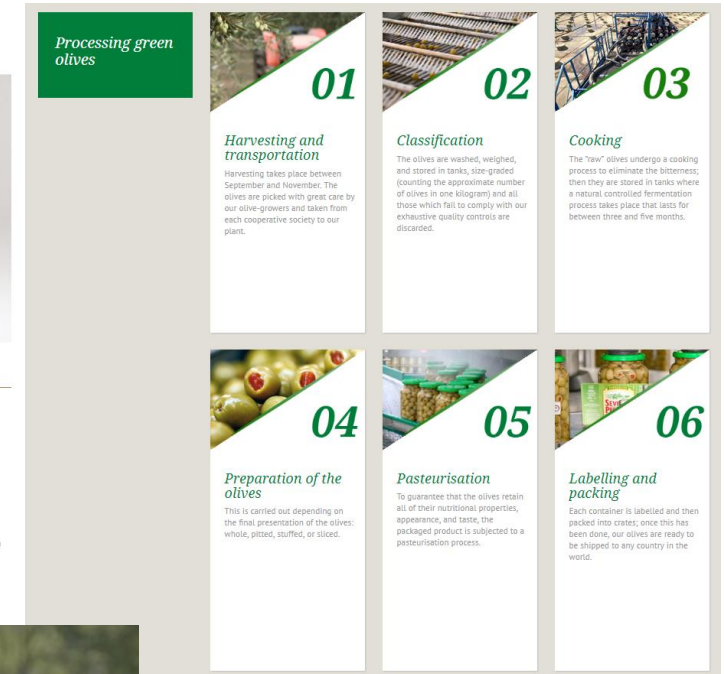 Processing green
olives
01
Harvesting and
transportation
Harvesting takes place between
September and November. The
olives are picked with great care by
our olive-growers and taken from
each cooperative society to our
plant.
02
Classification
The olives are washed, weighed,
and stored in tanks, size-graded
(counting the approximate number
of olives in one kilogram) and all
those which fail to comply with our
exhaustive quality controls are
discarded.
03
Cooking
The "raw" olives undergo a cooking
process to eliminate the bitterness;
then they are stored in tanks where
a natural controlled fermentation
process takes place that lasts for
between three and five months.
04
Preparation of the
olives
This is carried out depending on
the final presentation of the olives:
whole, pitted, stuffed, or sliced.
05
Pasteurisation
To guarantee that the olives retain
all of their nutritional properties,
appearance, and taste, the
packaged product is subjected to a
pasteurisation process.
06
Labelling and
packing
Each container is labelled and then
packed into crates; once this has
been done, our olives are ready to
be shipped to any country in the
world.